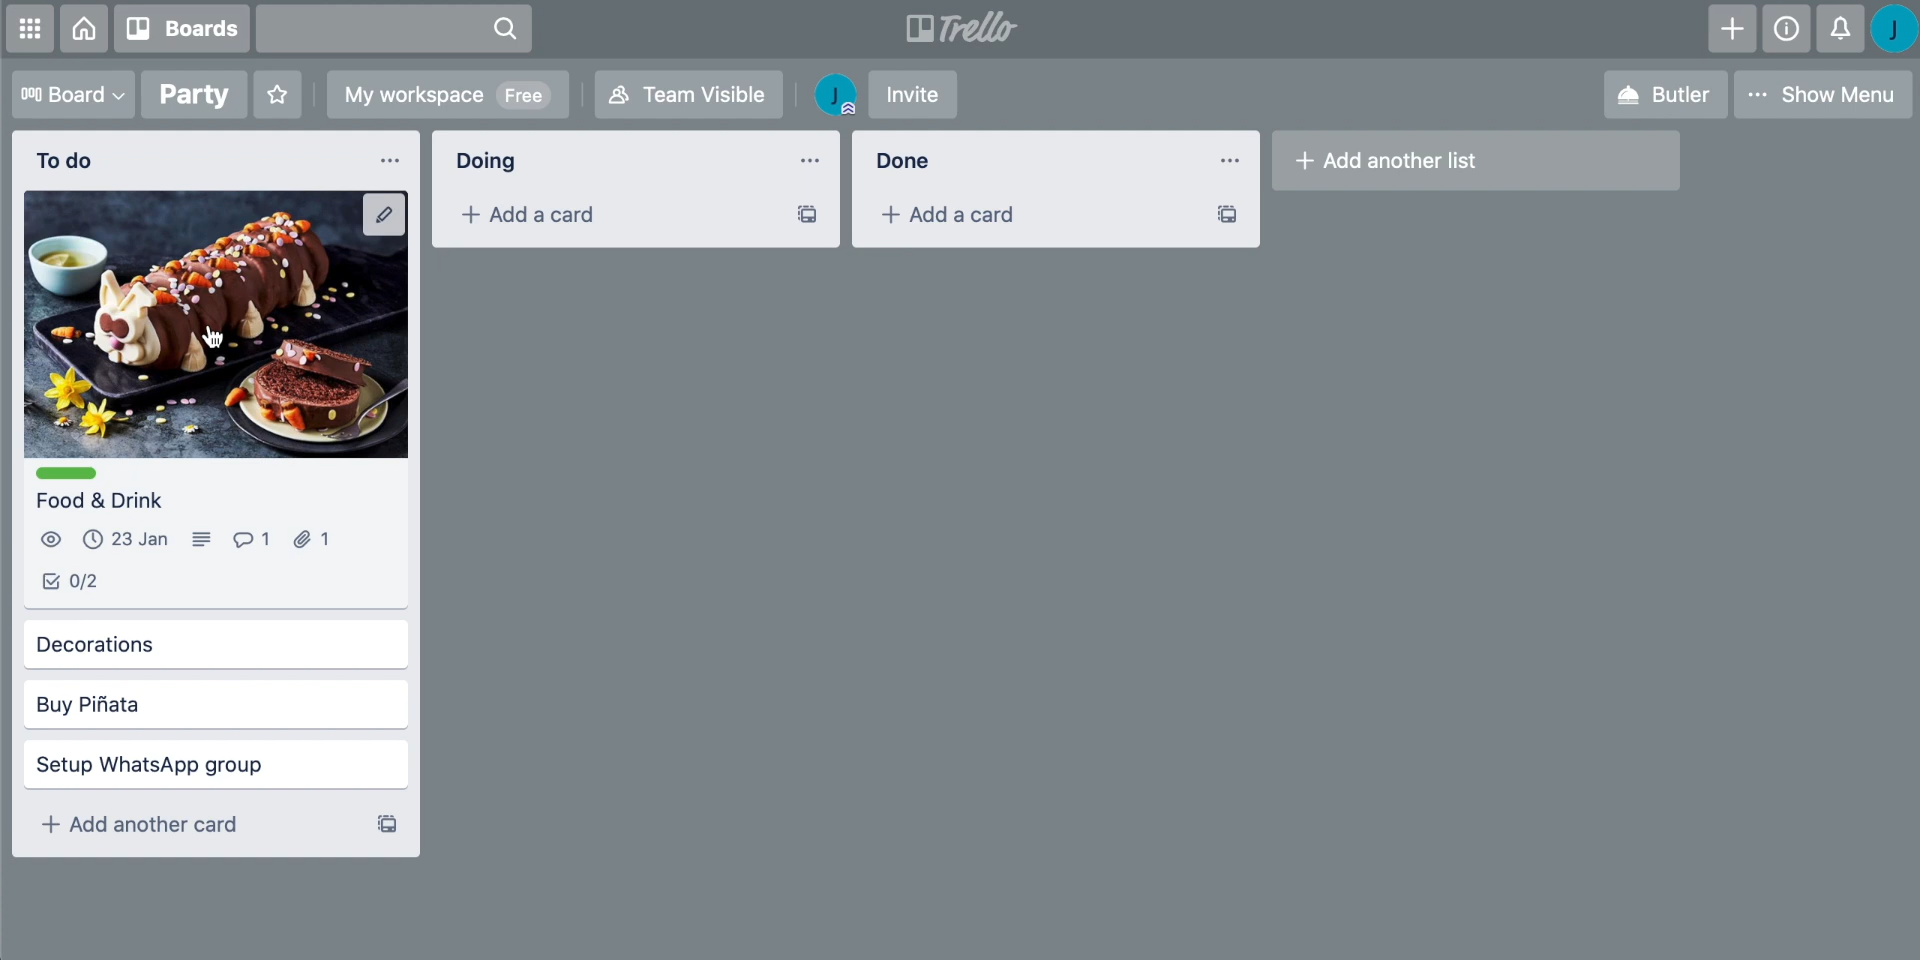 Boards
Trello
J
Board
Party
My workspace Free
Team Visible
J
Invite
Butler
··· Show Menu
To do ···
Food & Drink
23 Jan 1 1
0/2
Decorations
Buy Piñata
Setup WhatsApp group
+ Add another card
Doing ···
+ Add a card
Done ···
+ Add a card
+ Add another list